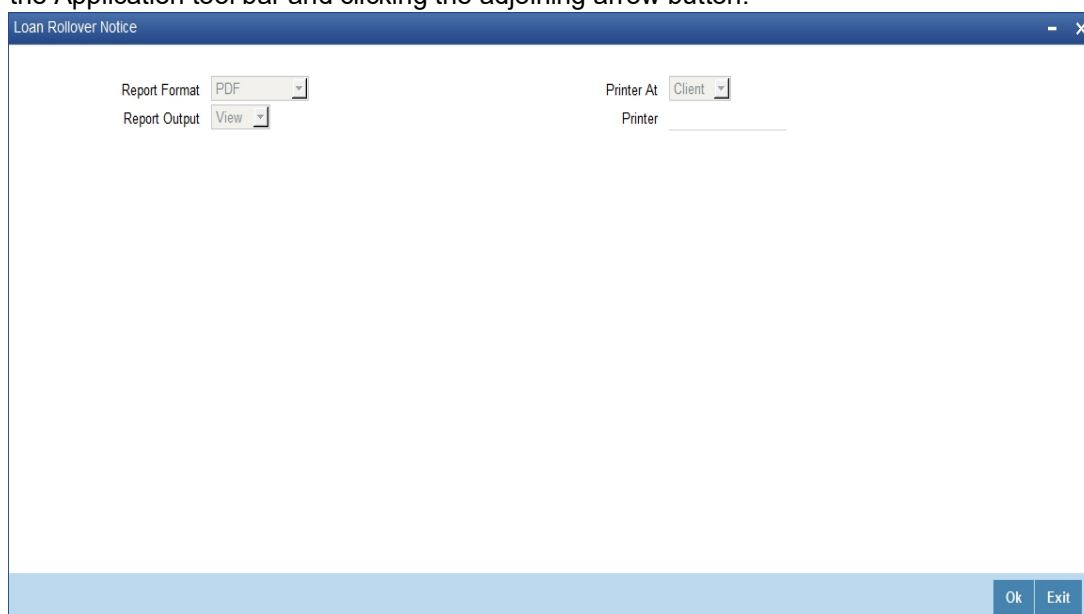 the Application tool bar and clicking the adjoining arrow button.
Loan Rollover Notice
Report Format PDF Printer At Client
Report Output View Printer
Ok Exit